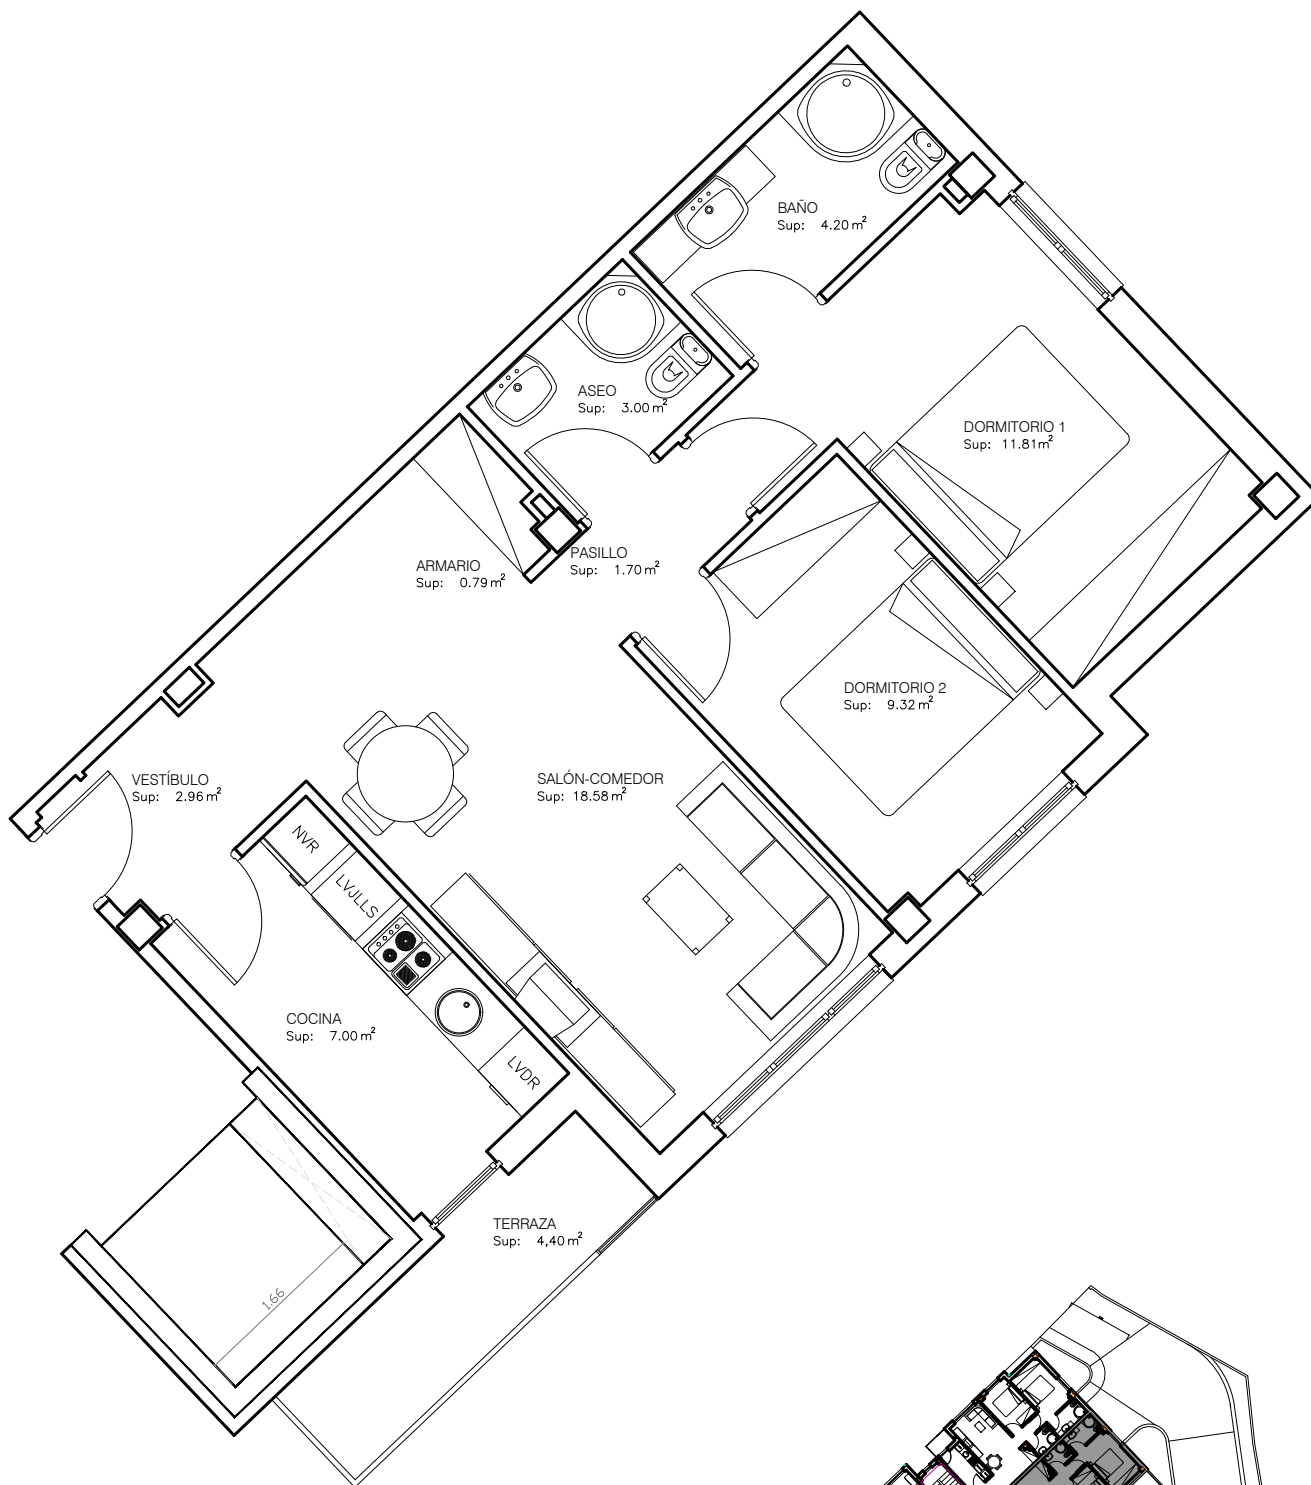 BAÑO
Sup: 4.20 m²
ASEO
Sup: 3.00 m²
DORMITORIO 1
Sup: 11.81m²
ARMARIO
Sup: 0.79 m²
PASILLO
Sup: 1.70 m²
DORMITORIO 2
Sup: 9.32 m²
VESTÍBULO
Sup: 2.96 m²
SALÓN-COMEDOR
Sup: 18.58 m²
NVR
LVJLLS
COCINA
Sup: 7.00 m²
LVDR
TERRAZA
Sup: 4,40 m²
1.66